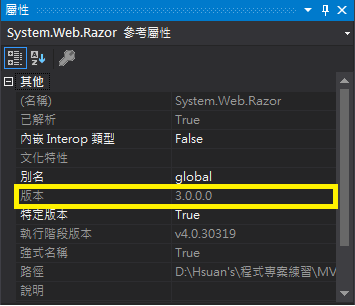 屬性
System.Web.Razor 參考屬性
其他
(名稱) System.Web.Razor
已解析 True
內嵌 Interop 類型 False
文化特性
別名 global
版本 3.0.0.0
特定版本 True
執行階段版本 v4.0.30319
強式名稱 True
路徑 D:\Hsuan's\程式專案練習\MV
說明